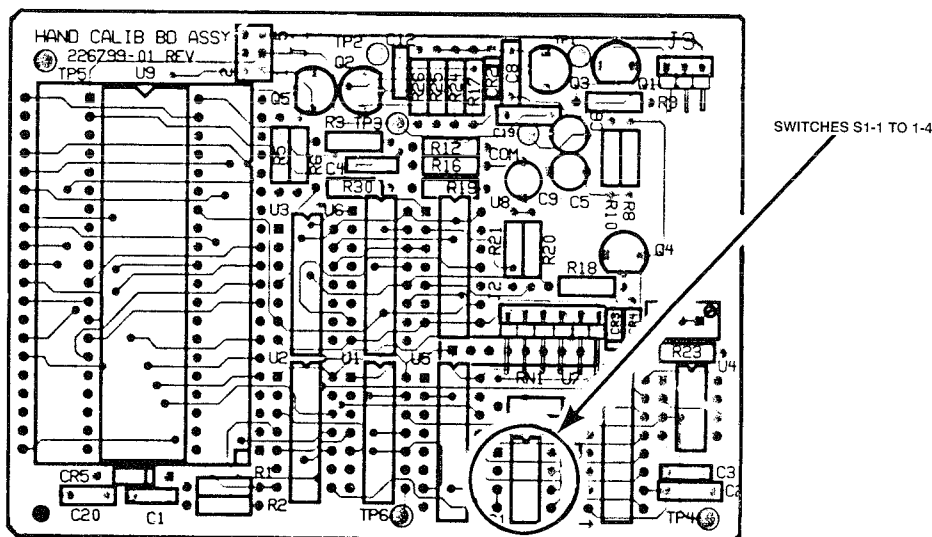 HAND CALIB BD ASSY
226799-01 REV
TP5 U9
TP2 C12
Q2
Q5
R26 R25 R24 R17
C8
Q3 Q1
J3
R9
R3 TP3
C19
R12
R16
C4
COM
R30 R19
U3 U6 U8 C9 C5
R10 R8
R21 R20
Q4
R18
CR3 CR4
R23
U2 U1 U5 RN1 U7 U4
SWITCHES S1-1 TO 1-4
CR5 R1
R2
C20 C1
TP6
C3
TP4